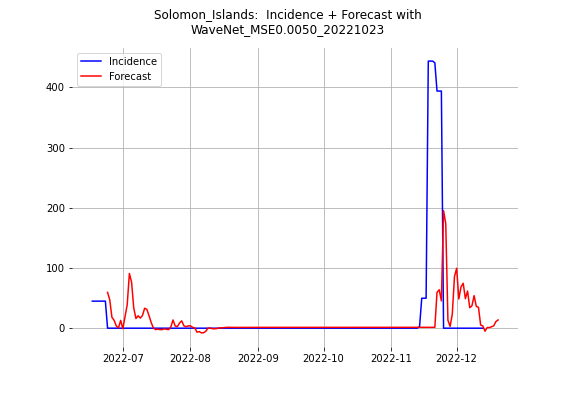 Solomon_Islands:  Incidence + Forecast with
WaveNet_MSE0.0050_20221023
Incidence
Forecast
400
300
200
100
0
2022-07
2022-08
2022-09
2022-10
2022-11
2022-12